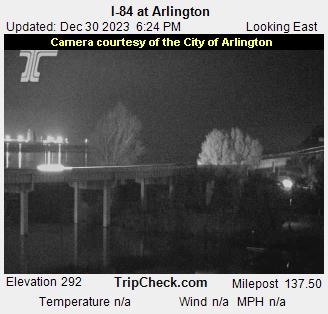 I-84 at Arlington
Updated: Dec 30 2023 6:24 PM Looking East
Camera courtesy of the City of Arlington
Elevation 292 TripCheck.com Milepost 137.50
Temperature n/a Wind n/a MPH n/a